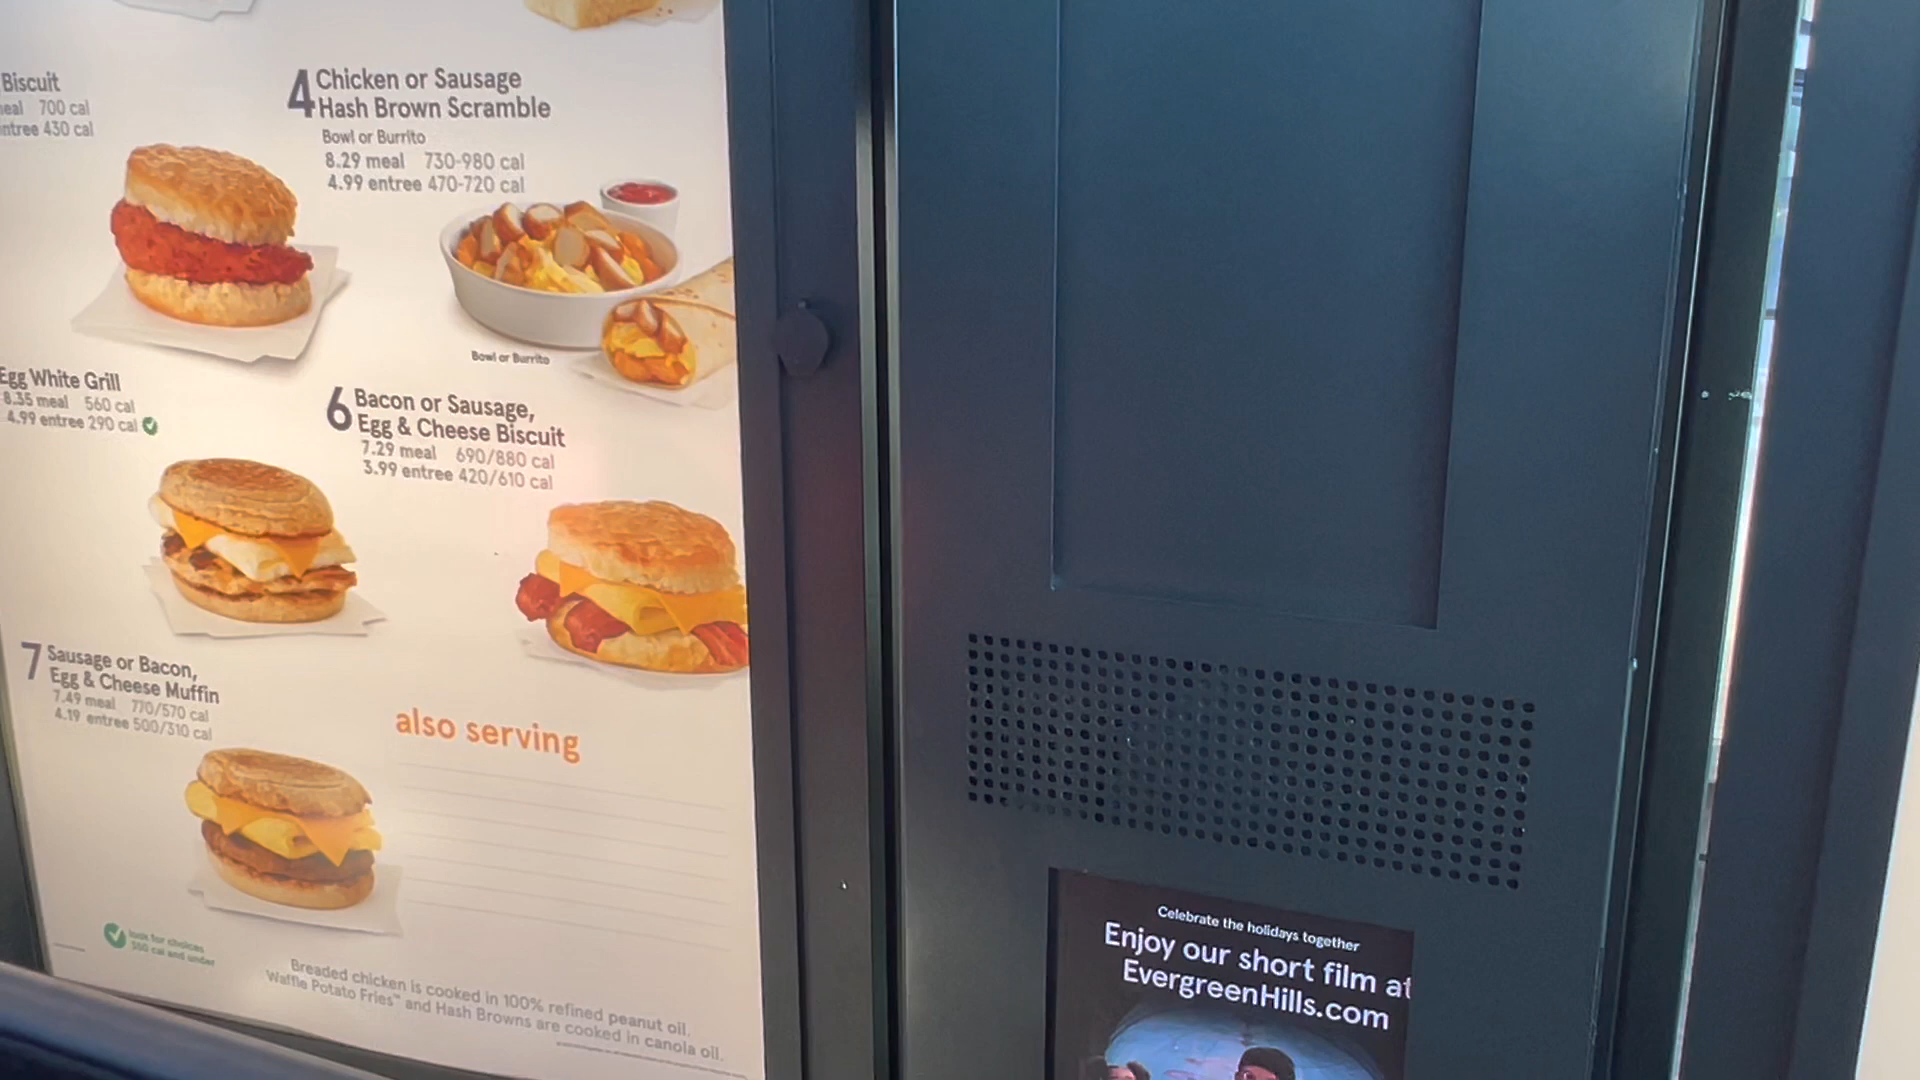 Biscuit
meal 700 cal
entree 430 cal
4 Chicken or Sausage
Hash Brown Scramble
Bowl or Burrito
8.29 meal 730-980 cal
4.99 entree 470-720 cal
Bowl or Burrito
Egg White Grill
8.35 meal 560 cal
4.99 entree 290 cal
6 Bacon or Sausage,
Egg & Cheese Biscuit
7.29 meal 690/880 cal
3.99 entree 420/610 cal
7 Sausage or Bacon,
Egg & Cheese Muffin
7.49 meal 770/570 cal
4.19 entree 500/310 cal
also serving
look for choices
350 cal and under
Breaded chicken is cooked in 100% refined peanut oil.
Waffle Potato Fries™ and Hash Browns are cooked in canola oil.
Celebrate the holidays together
Enjoy our short film at
EvergreenHills.com